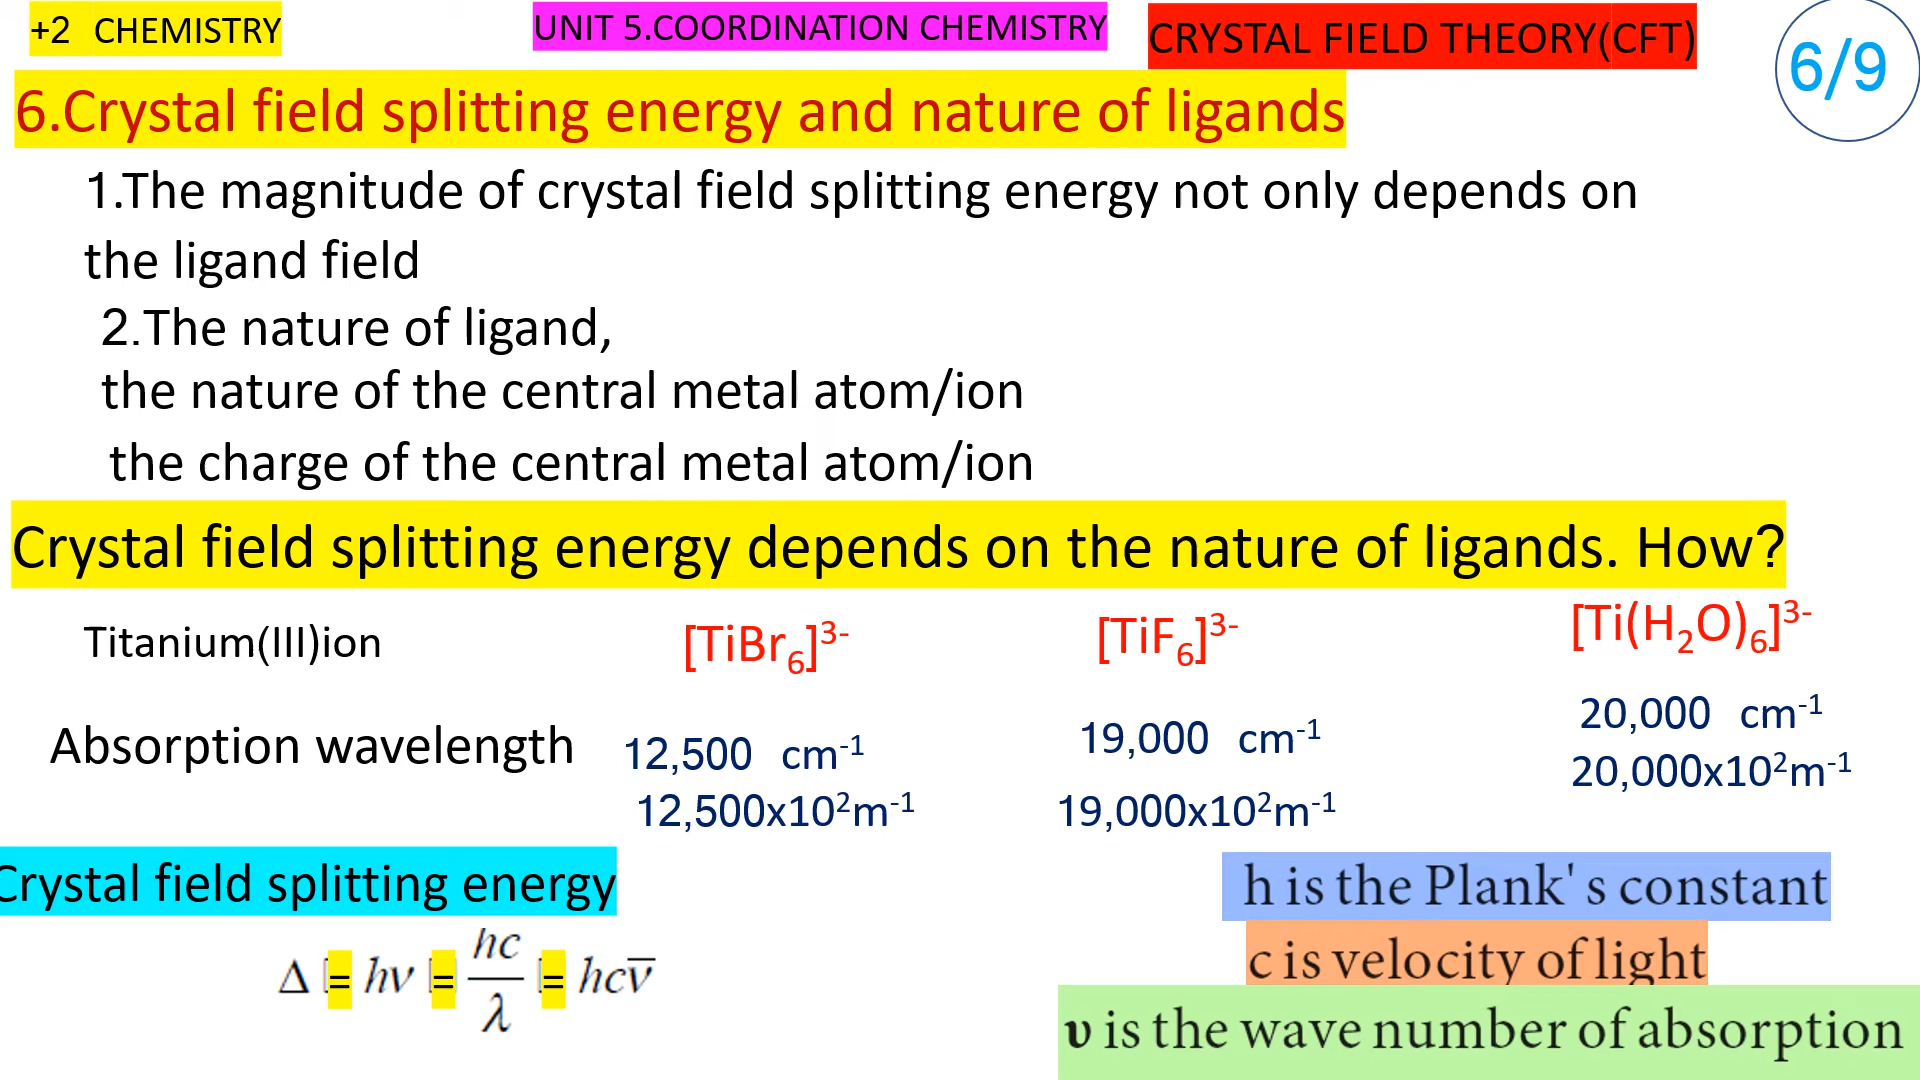 +2 CHEMISTRY
UNIT 5.COORDINATION CHEMISTRY
CRYSTAL FIELD THEORY(CFT)
6/9
6.Crystal field splitting energy and nature of ligands
1.The magnitude of crystal field splitting energy not only depends on
the ligand field
2.The nature of ligand,
the nature of the central metal atom/ion
the charge of the central metal atom/ion
Crystal field splitting energy depends on the nature of ligands. How?
Titanium(III)ion [TiBr₆]³⁻ [TiF₆]³⁻ [Ti(H₂O)₆]³⁻
Absorption wavelength 12,500 cm⁻¹ 19,000 cm⁻¹ 20,000 cm⁻¹
12,500x10²m⁻¹ 19,000x10²m⁻¹ 20,000x10²m⁻¹
Crystal field splitting energy
Δ = hν = hc/λ = hcν̅
h is the Plank's constant
c is velocity of light
υ is the wave number of absorption